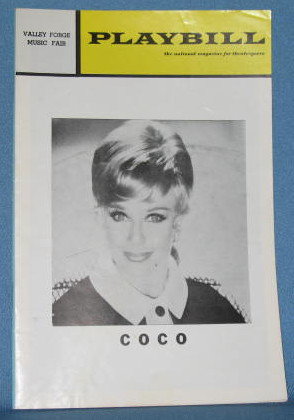 VALLEY FORGE
MUSIC FAIR
PLAYBILL
the national magazine for theatregoers
COCO